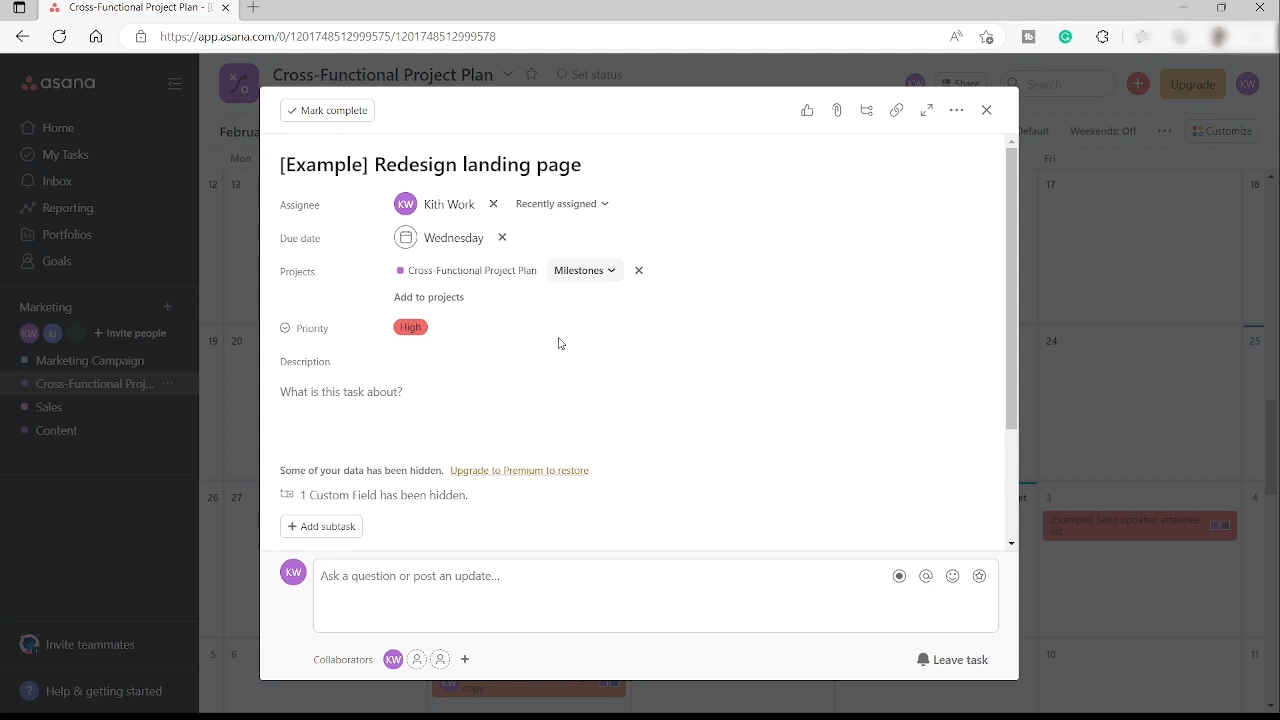 Cross-Functional Project Plan - [E
https://app.asana.com/0/1201748512999575/1201748512999578
asana
Home
My Tasks
Inbox
Reporting
Portfolios
Goals
Marketing
KW
+ Invite people
Marketing Campaign
Cross-Functional Proj...
Sales
Content
Invite teammates
? Help & getting started
Cross-Functional Project Plan
Set status
KW
Share
Search
Upgrade
KW
Februa
Weekends: Off
Customize
Mon
Fri
12 13
17
18
19 20
24
25
26 27
3
4
[Example] Send updated attendee list
5 6
10
11
copy
Mark complete
[Example] Redesign landing page
Assignee KW Kith Work Recently assigned
Due date Wednesday
Projects Cross-Functional Project Plan Milestones
Add to projects
Priority High
Description
What is this task about?
Some of your data has been hidden. Upgrade to Premium to restore
1 Custom Field has been hidden.
+ Add subtask
KW Ask a question or post an update...
Collaborators KW +
Leave task